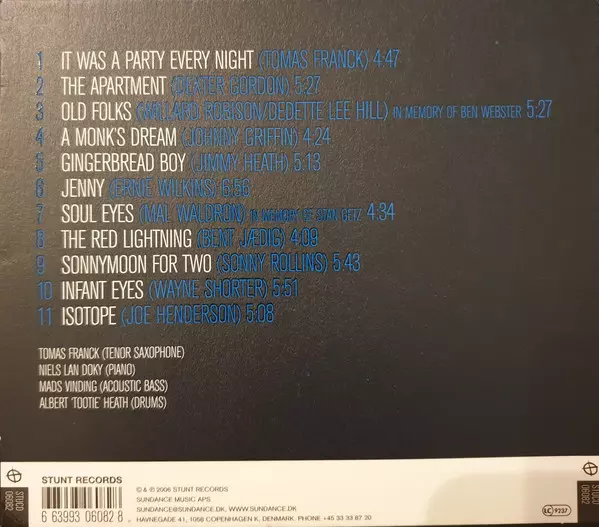 1 IT WAS A PARTY EVERY NIGHT (TOMAS FRANCK) 4:47
2 THE APARTMENT (DEXTER GORDON) 5:27
3 OLD FOLKS (WILLARD ROBISON/DEDETTE LEE HILL) IN MEMORY OF BEN WEBSTER 5:27
4 A MONK'S DREAM (JOHNNY GRIFFIN) 4:24
5 GINGERBREAD BOY (JIMMY HEATH) 5:13
6 JENNY (ERNIE WILKINS) 6:56
7 SOUL EYES (MAL WALDRON) IN MEMORY OF STAN GETZ 4:34
8 THE RED LIGHTNING (BENT JÆDIG) 4:09
9 SONNYMOON FOR TWO (SONNY ROLLINS) 5:43
10 INFANT EYES (WAYNE SHORTER) 5:51
11 ISOTOPE (JOE HENDERSON) 5:08
TOMAS FRANCK (TENOR SAXOPHONE)
NIELS LAN DOKY (PIANO)
MADS VINDING (ACOUSTIC BASS)
ALBERT 'TOOTIE' HEATH (DRUMS)
STUCD 06082
STUNT RECORDS
6 63993 06082 8
© & ℗ 2006 STUNT RECORDS
SUNDANCE MUSIC APS
SUNDANCE@SUNDANCE.DK, WWW.SUNDANCE.DK
HAVNEGADE 41, 1058 COPENHAGEN K, DENMARK. PHONE +45 33 33 87 20
LC 9237
STUCD 06082